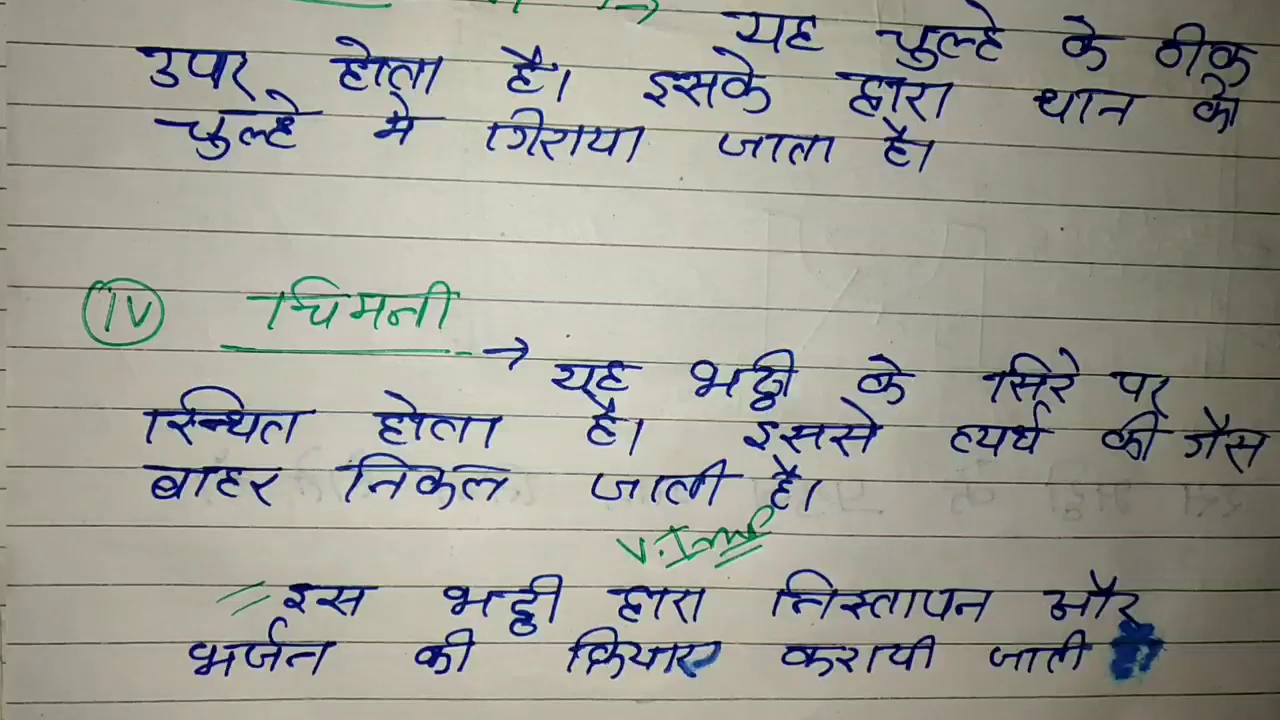 यह चुल्हे के ठीक
उपर होता है। इसके द्वारा धान को
चुल्हे मे गिराया जाता है।
(iv) चिमनी →
यह भट्ठी के सिरे पर
स्थित होता है। इससे व्यर्थ की गैस
बाहर निकल जाती है।
V. Imp
इस भट्ठी द्वारा निस्तापन और
भर्जन की क्रियाए करायी जाती है।